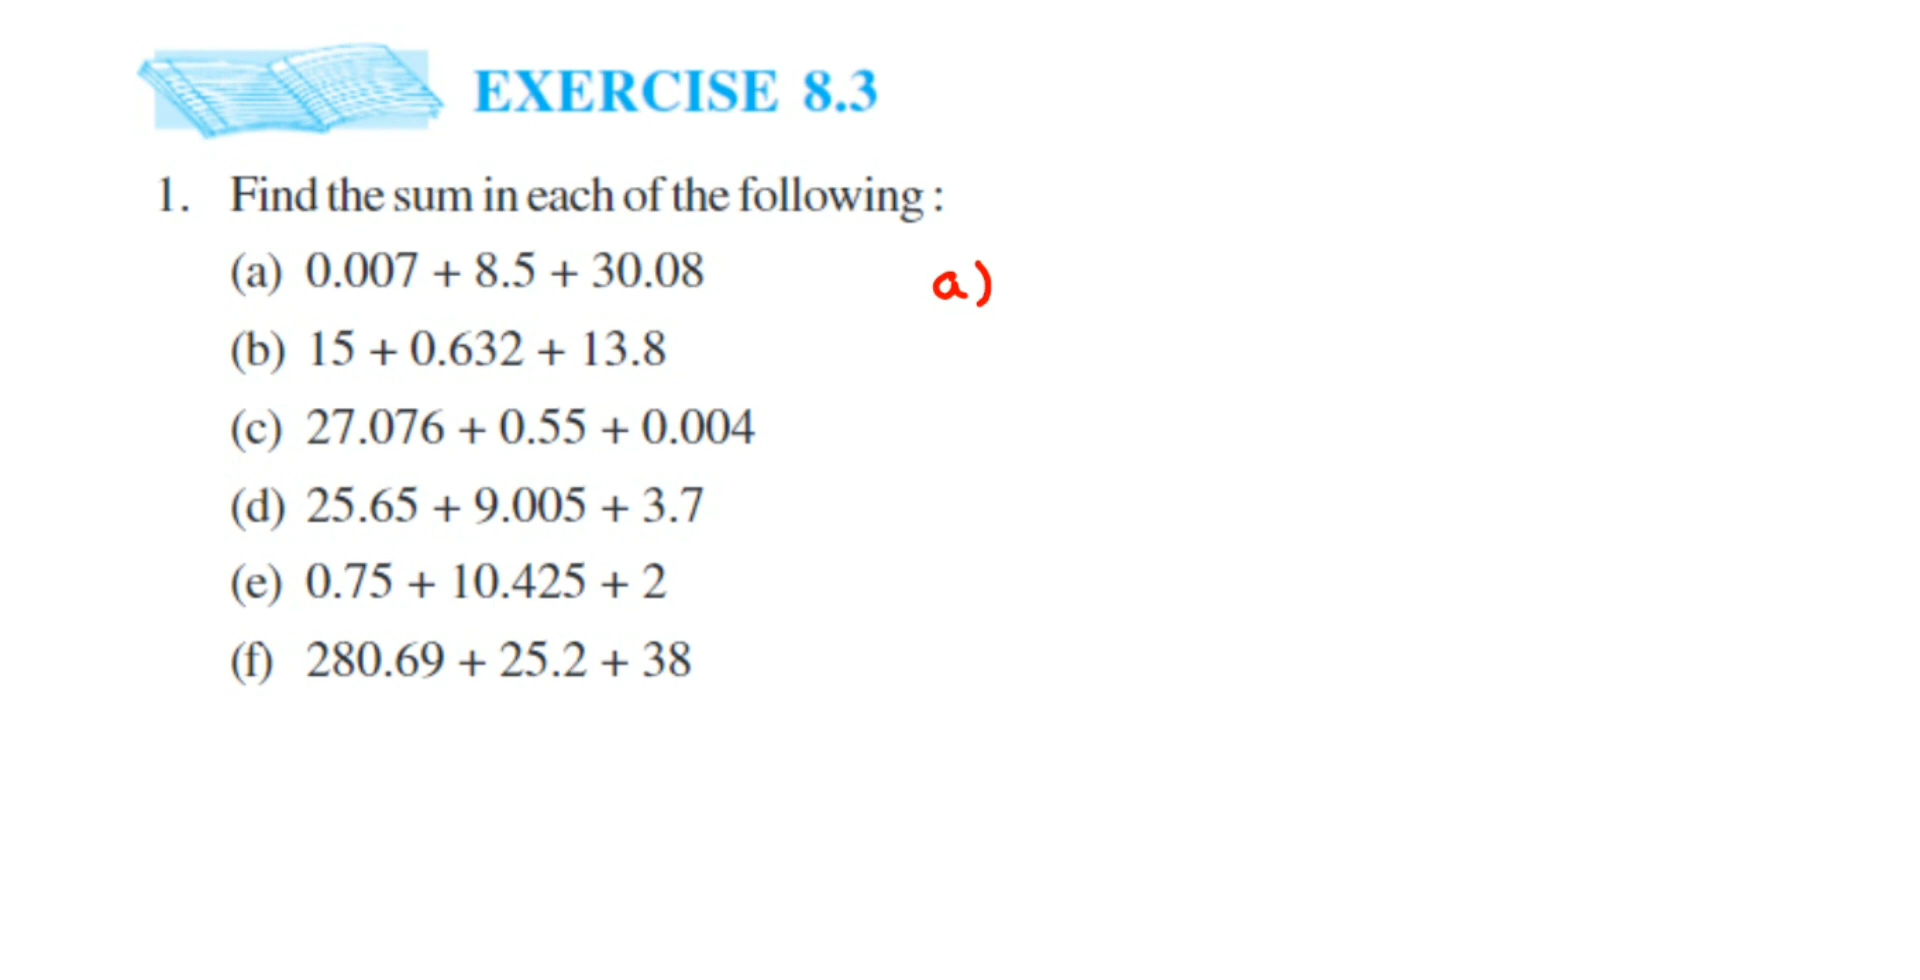 EXERCISE 8.3
1. Find the sum in each of the following :
(a) 0.007 + 8.5 + 30.08
a)
(b) 15 + 0.632 + 13.8
(c) 27.076 + 0.55 + 0.004
(d) 25.65 + 9.005 + 3.7
(e) 0.75 + 10.425 + 2
(f) 280.69 + 25.2 + 38